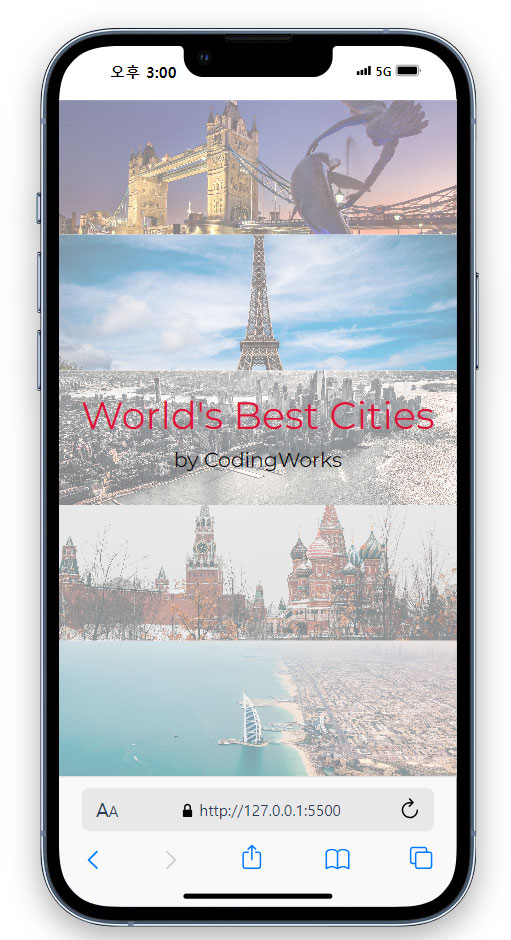 오후 3:00
5G
World's Best Cities
by CodingWorks
AA
http://127.0.0.1:5500